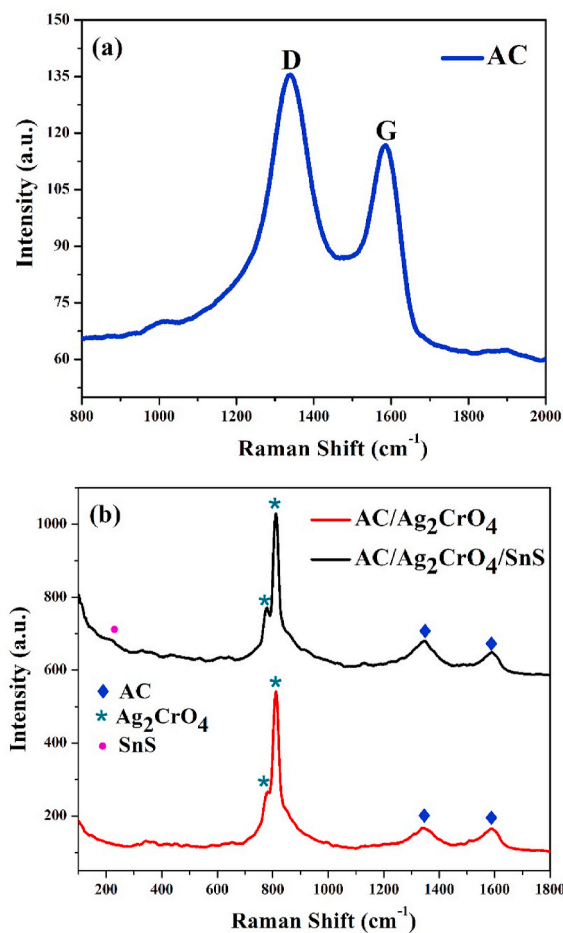 (a)
AC
D
G
150
135
120
105
90
75
60
Intensity (a.u.)
800 1000 1200 1400 1600 1800 2000
Raman Shift (cm⁻¹)
(b)
AC/Ag₂CrO₄
AC/Ag₂CrO₄/SnS
*
*
*
*
AC
* Ag₂CrO₄
SnS
1000
800
600
400
200
Intensity (a.u.)
200 400 600 800 1000 1200 1400 1600 1800
Raman Shift (cm⁻¹)